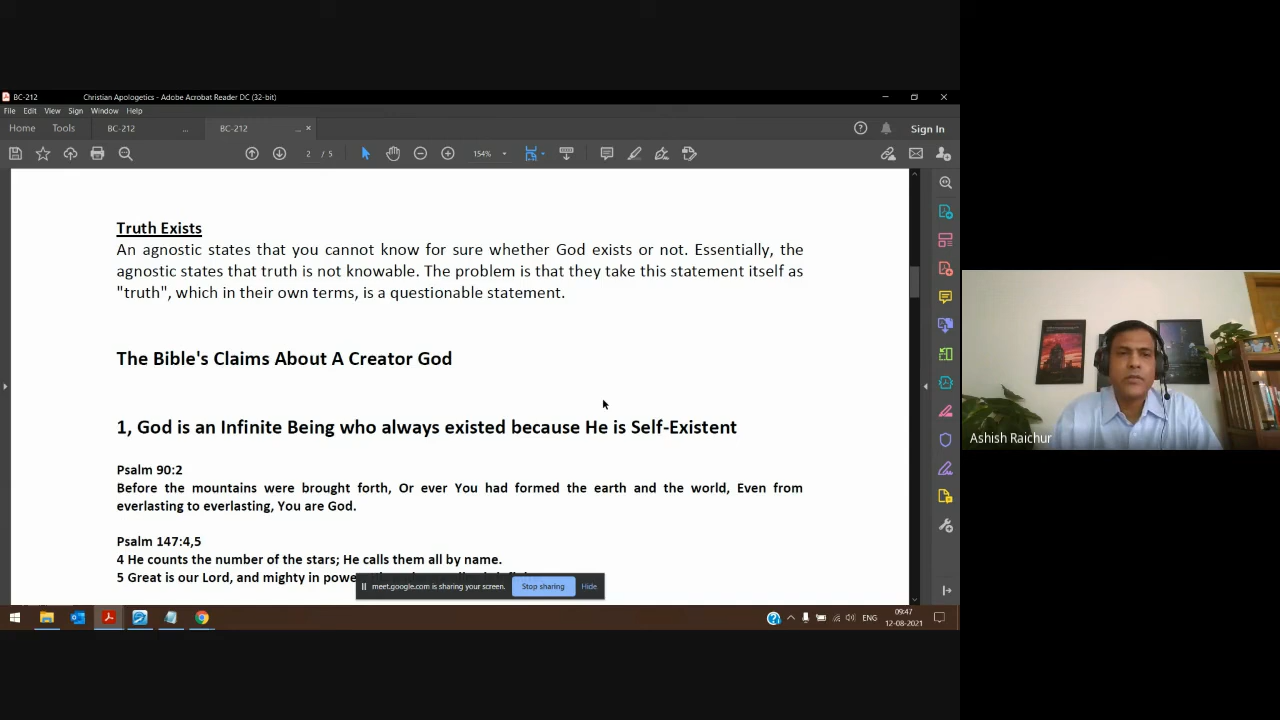 BC-212 Christian Apologetics - Adobe Acrobat Reader DC (32-bit)
File Edit View Sign Window Help
Home Tools BC-212 ... BC-212 ... ×
Sign In
2 / 5 154%
Truth Exists
An agnostic states that you cannot know for sure whether God exists or not. Essentially, the
agnostic states that truth is not knowable. The problem is that they take this statement itself as
"truth", which in their own terms, is a questionable statement.
The Bible's Claims About A Creator God
1, God is an Infinite Being who always existed because He is Self-Existent
Psalm 90:2
Before the mountains were brought forth, Or ever You had formed the earth and the world, Even from
everlasting to everlasting, You are God.
Psalm 147:4,5
4 He counts the number of the stars; He calls them all by name.
5 Great is our Lord, and mighty in powe
meet.google.com is sharing your screen. Stop sharing Hide
ENG
09:47
12-08-2021
Ashish Raichur